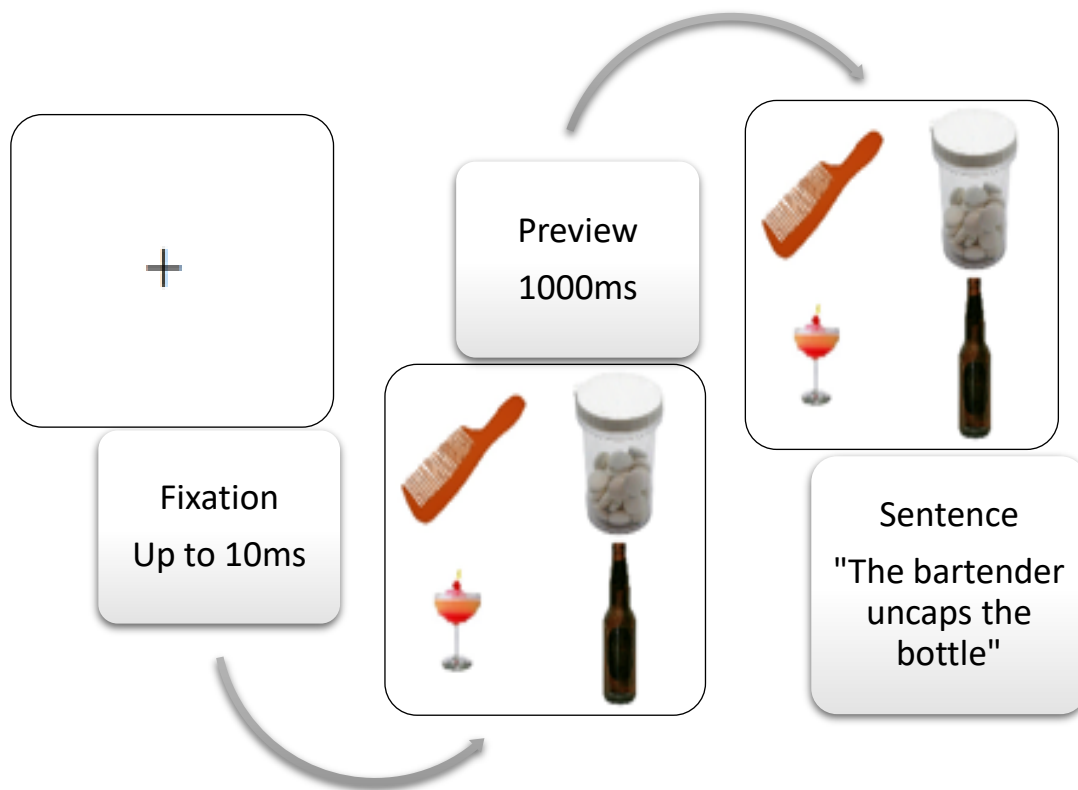 Fixation
Up to 10ms
Preview
1000ms
Sentence
"The bartender
uncaps the
bottle"